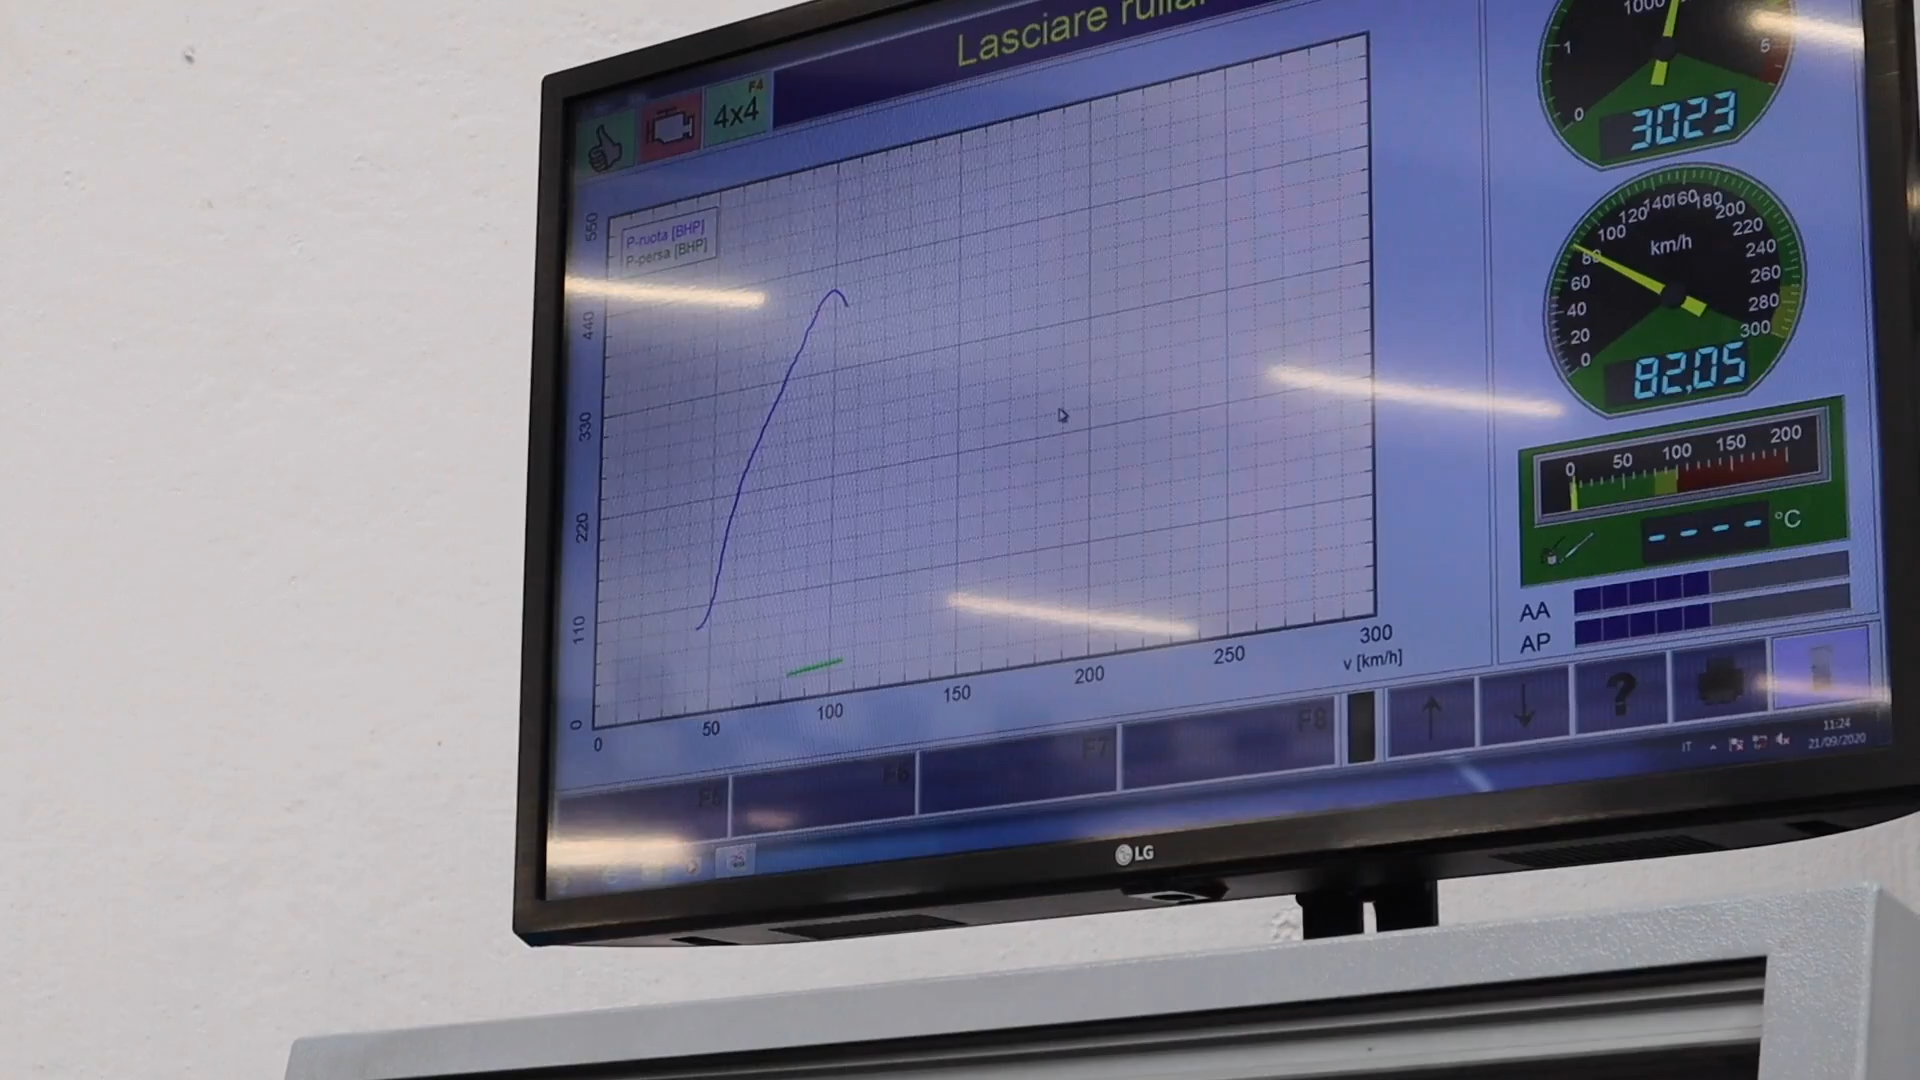 Lasciare
F4
4x4
P-ruota [BHP]
P-persa [BHP]
550
440
330
220
110
0
0
50
100
150
200
250
300
v [km/h]
1000
0
1
5
3023
km/h
0
20
40
60
80
100
120
140
160
180
200
220
240
260
280
300
82,05
0 50 100 150 200
---- °C
AA
AP
F6
F7
F8
?
IT
11:24
21/09/2020
LG